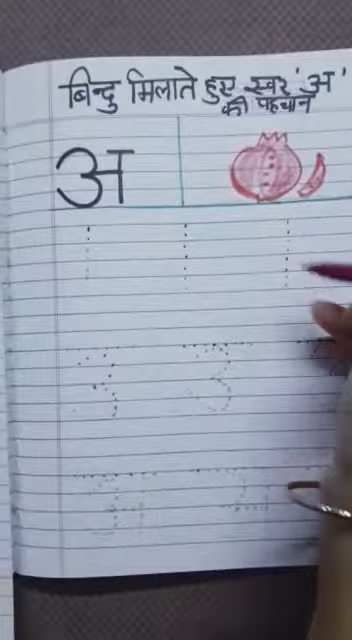 बिन्दु मिलाते हुए स्वर 'अ'
की पहचान
अ